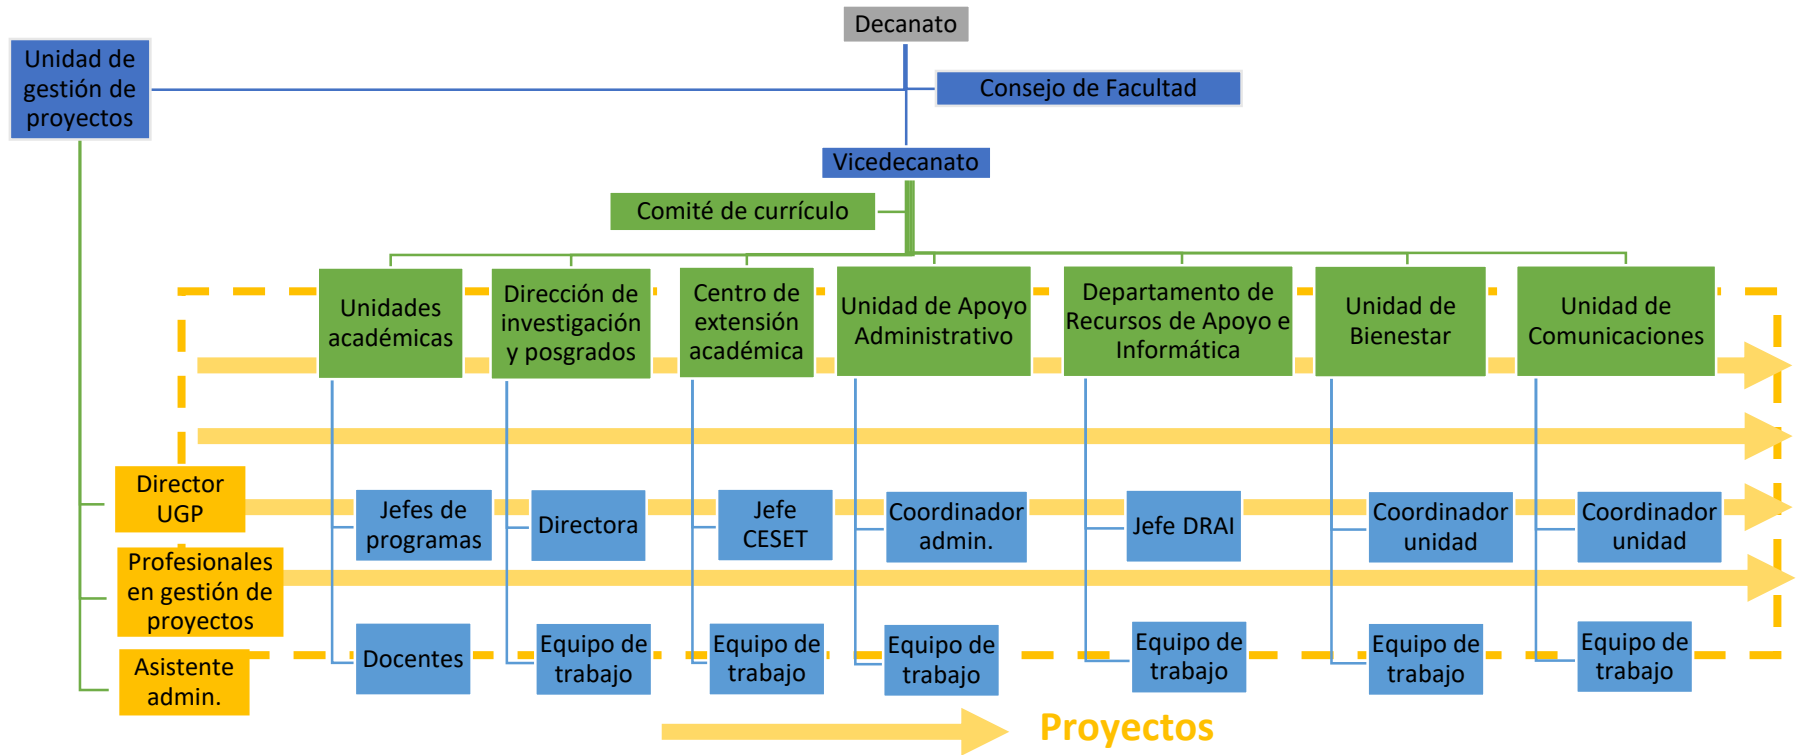 Decanato
Unidad de
gestión de
proyectos
Consejo de Facultad
Vicedecanato
Comité de currículo
Unidades
académicas
Dirección de
investigación
y posgrados
Centro de
extensión
académica
Unidad de Apoyo
Administrativo
Departamento de
Recursos de Apoyo e
Informática
Unidad de
Bienestar
Unidad de
Comunicaciones
Director
UGP
Jefes de
programas
Directora
Jefe
CESET
Coordinador
admin.
Jefe DRAI
Coordinador
unidad
Coordinador
unidad
Profesionales
en gestión de
proyectos
Asistente
admin.
Docentes
Equipo de
trabajo
Equipo de
trabajo
Equipo de
trabajo
Equipo de
trabajo
Equipo de
trabajo
Equipo de
trabajo
Proyectos